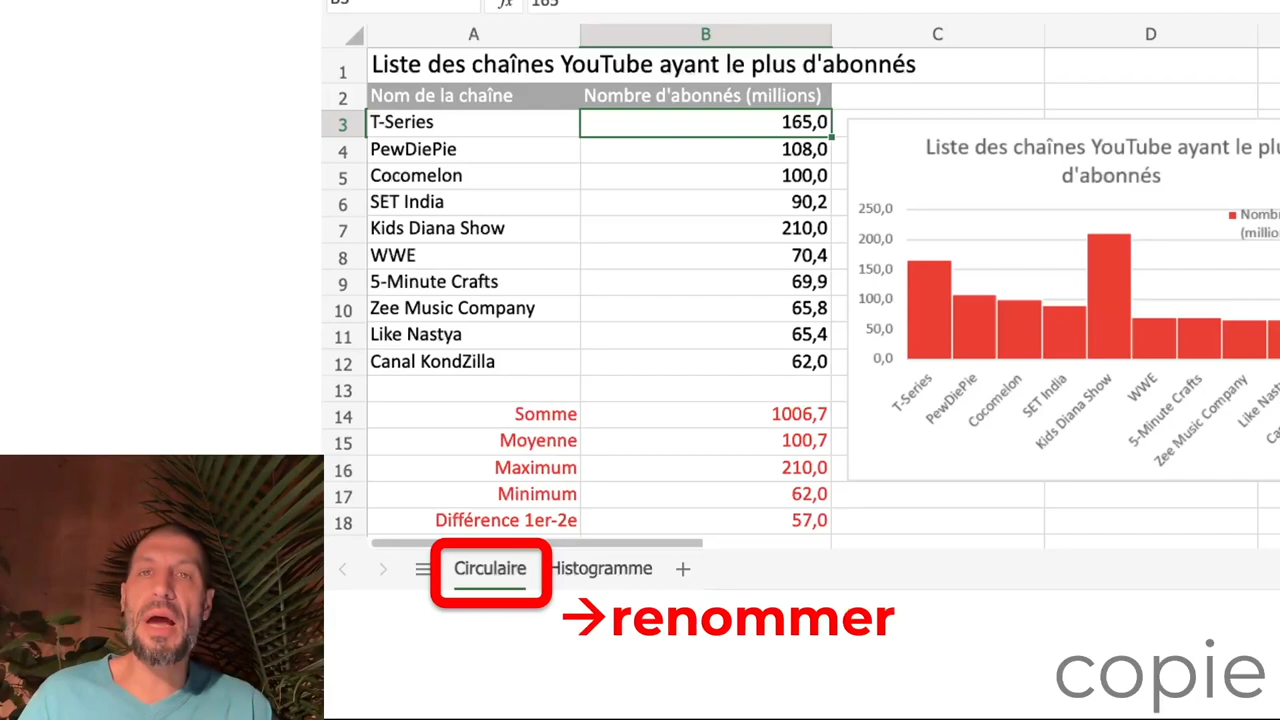 165
A B C D
1 Liste des chaînes YouTube ayant le plus d'abonnés
2 Nom de la chaîne Nombre d'abonnés (millions)
3 T-Series 165,0
4 PewDiePie 108,0
5 Cocomelon 100,0
6 SET India 90,2
7 Kids Diana Show 210,0
8 WWE 70,4
9 5-Minute Crafts 69,9
10 Zee Music Company 65,8
11 Like Nastya 65,4
12 Canal KondZilla 62,0
13
14 Somme 1006,7
15 Moyenne 100,7
16 Maximum 210,0
17 Minimum 62,0
18 Différence 1er-2e 57,0
Liste des chaînes YouTube ayant le plu
d'abonnés
Nombr
(million
250,0
200,0
150,0
100,0
50,0
0,0
T-Series
PewDiePie
Cocomelon
SET India
Kids Diana Show
WWE
5-Minute Crafts
Zee Music Company
Like Nast
Ca
Circulaire Histogramme +
→renommer
copie